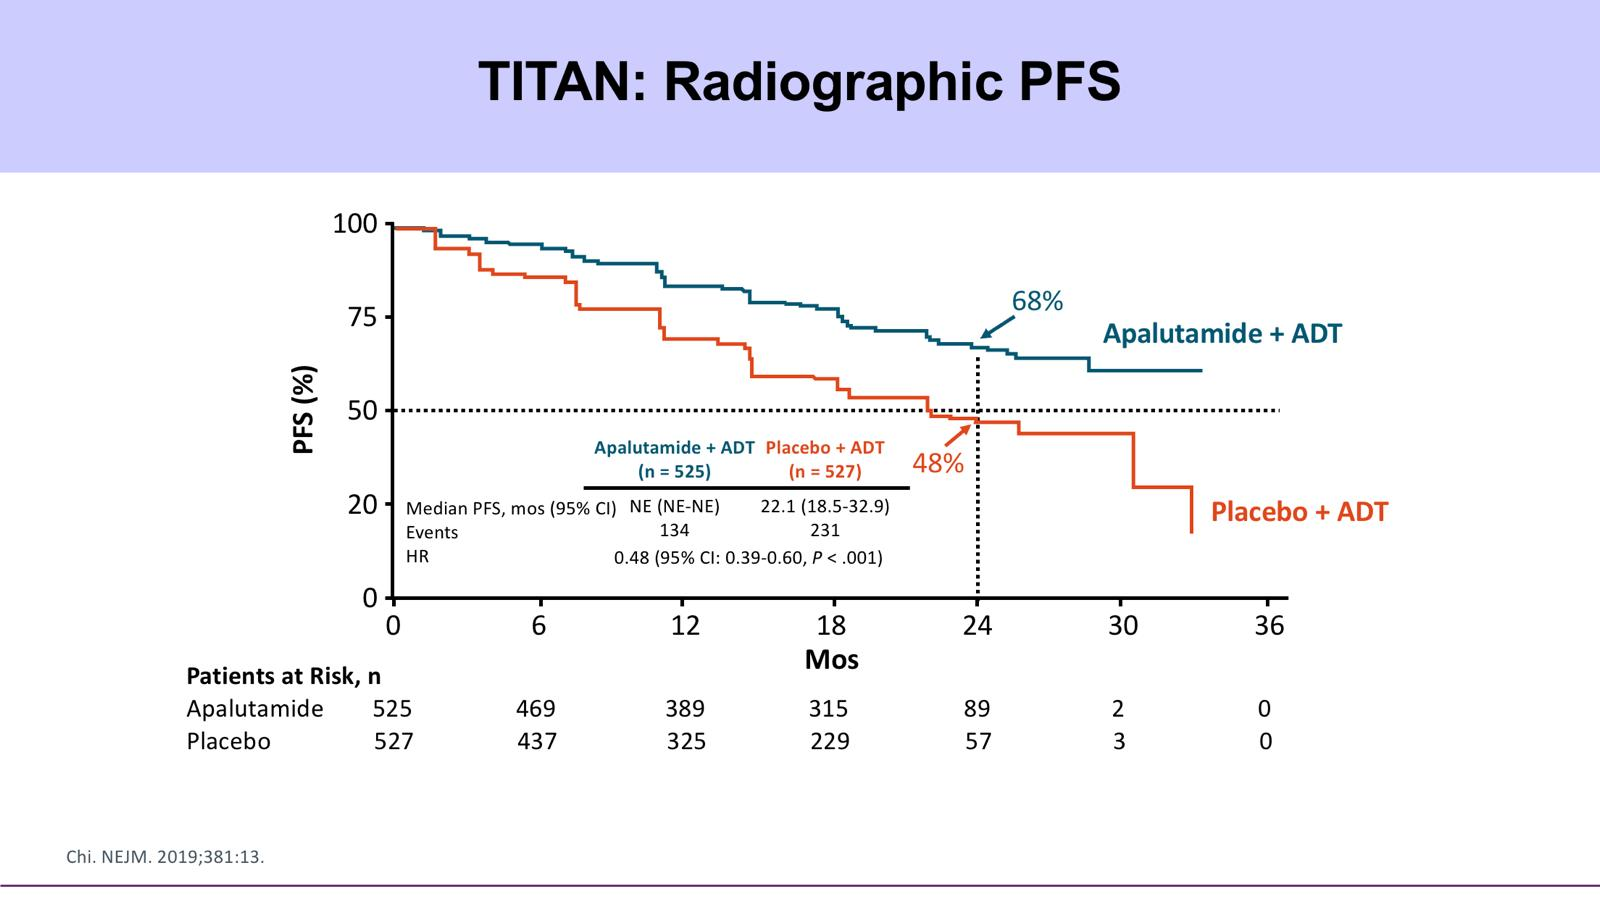 TITAN: Radiographic PFS
100
75
50
20
0
PFS (%)
68%
Apalutamide + ADT
48%
Placebo + ADT
Apalutamide + ADT Placebo + ADT
(n = 525) (n = 527)
Median PFS, mos (95% CI) NE (NE-NE) 22.1 (18.5-32.9)
Events 134 231
HR 0.48 (95% CI: 0.39-0.60, P < .001)
0 6 12 18 24 30 36
Mos
Patients at Risk, n
Apalutamide 525 469 389 315 89 2 0
Placebo 527 437 325 229 57 3 0
Chi. NEJM. 2019;381:13.